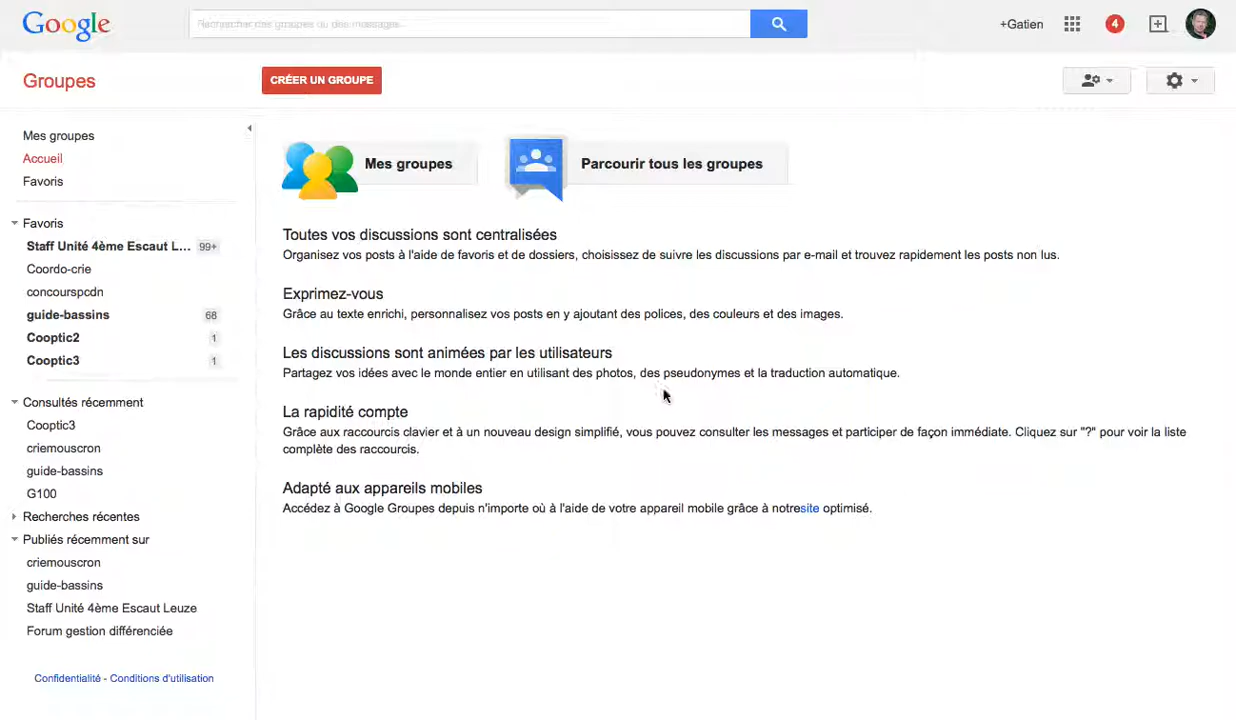 Google
Rechercher des groupes ou des messages...
+Gatien
4
Groupes
CRÉER UN GROUPE
Mes groupes
Accueil
Favoris
Favoris
Staff Unité 4ème Escaut L... 99+
Coordo-crie
concourspcdn
guide-bassins 68
Cooptic2 1
Cooptic3 1
Consultés récemment
Cooptic3
criemouscron
guide-bassins
G100
Recherches récentes
Publiés récemment sur
criemouscron
guide-bassins
Staff Unité 4ème Escaut Leuze
Forum gestion différenciée
Confidentialité - Conditions d'utilisation
Mes groupes
Parcourir tous les groupes
Toutes vos discussions sont centralisées
Organisez vos posts à l'aide de favoris et de dossiers, choisissez de suivre les discussions par e-mail et trouvez rapidement les posts non lus.
Exprimez-vous
Grâce au texte enrichi, personnalisez vos posts en y ajoutant des polices, des couleurs et des images.
Les discussions sont animées par les utilisateurs
Partagez vos idées avec le monde entier en utilisant des photos, des pseudonymes et la traduction automatique.
La rapidité compte
Grâce aux raccourcis clavier et à un nouveau design simplifié, vous pouvez consulter les messages et participer de façon immédiate. Cliquez sur "?" pour voir la liste
complète des raccourcis.
Adapté aux appareils mobiles
Accédez à Google Groupes depuis n'importe où à l'aide de votre appareil mobile grâce à notresite optimisé.